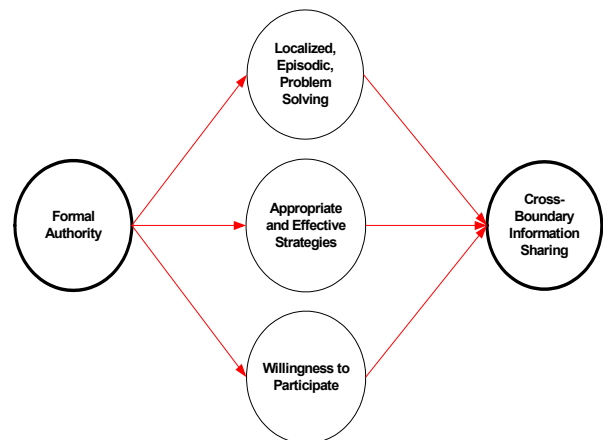 Localized,
Episodic,
Problem
Solving
Formal
Authority
Appropriate
and Effective
Strategies
Cross-
Boundary
Information
Sharing
Willingness to
Participate